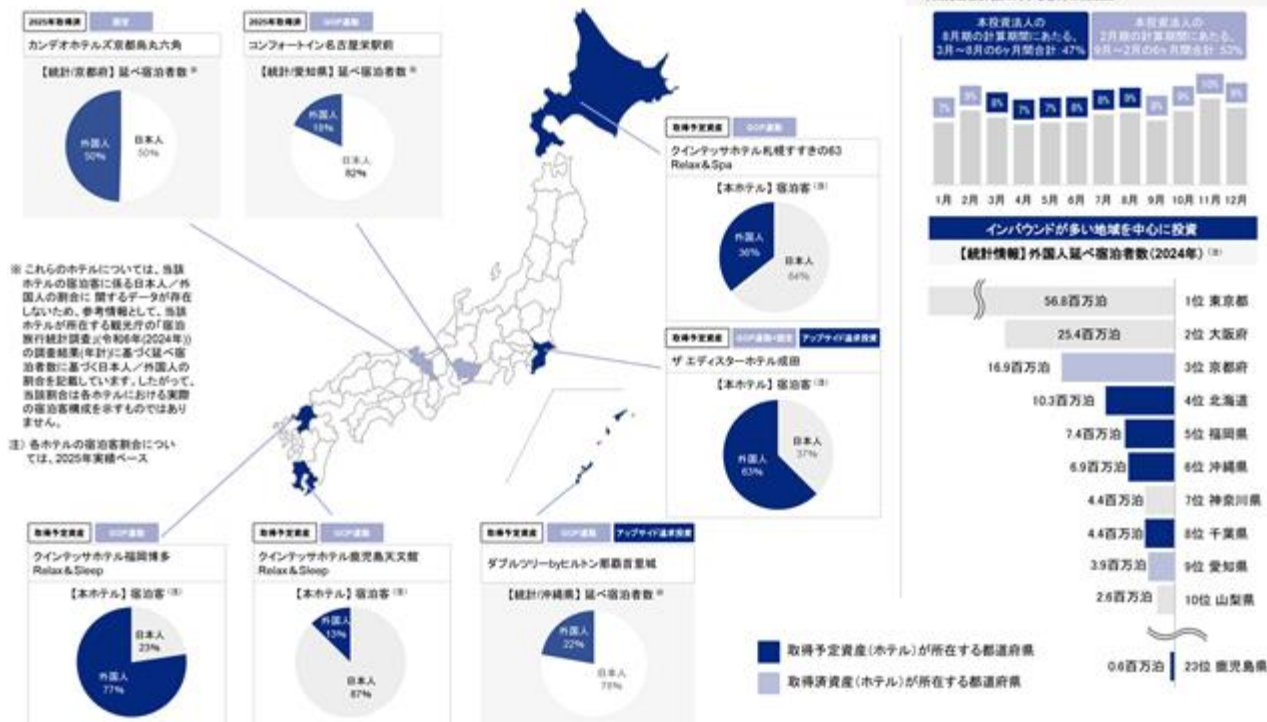 2025年取得済 固定
カンデオホテルズ京都烏丸六角
【統計/京都府】延べ宿泊者数 ※
外国人
50%
日本人
50%
2025年取得済 GOP連動
コンフォートイン名古屋栄駅前
【統計/愛知県】延べ宿泊者数 ※
外国人
18%
日本人
82%
※ これらのホテルについては、当該
ホテルの宿泊客に係る日本人／外
国人の割合に 関するデータが存在
しないため、参考情報として、当該
ホテルが所在する観光庁の「宿泊
旅行統計調査」(令和6年(2024年))
の調査結果(年計)に基づく延べ宿
泊者数に基づく日本人／外国人の
割合を記載しています。したがって、
当該割合は各ホテルにおける実際
の宿泊客構成を示すものではあり
ません。
注） 各ホテルの宿泊客割合につい
ては、2025年実績ベース
取得予定資産 GOP連動
クインテッサホテル札幌すすきの63
Relax&Spa
【本ホテル】宿泊客 (注)
外国人
36%
日本人
64%
取得予定資産 GOP連動+固定 アップサイド追求投資
ザ エディスターホテル成田
【本ホテル】宿泊客 (注)
日本人
37%
外国人
63%
取得予定資産 GOP連動
クインテッサホテル福岡博多
Relax&Sleep
【本ホテル】宿泊客 (注)
日本人
23%
外国人
77%
取得予定資産 GOP連動
クインテッサホテル鹿児島天文館
Relax&Sleep
【本ホテル】宿泊客 (注)
外国人
13%
日本人
87%
取得予定資産 GOP連動 アップサイド追求投資
ダブルツリーbyヒルトン那覇首里城
【統計/沖縄県】延べ宿泊者数 ※
外国人
22%
日本人
78%
取得予定資産(ホテル)が所在する都道府県
取得済資産(ホテル)が所在する都道府県
本投資法人の
8月期の計算期間にあたる、
3月～8月の6ヶ月間合計 47%
本投資法人の
2月期の計算期間にあたる、
9月～2月の6ヶ月間合計 53%
7% 9% 8% 7% 7% 8% 8% 9% 8% 9% 10% 9%
1月 2月 3月 4月 5月 6月 7月 8月 9月 10月 11月 12月
インバウンドが多い地域を中心に投資
【統計情報】外国人延べ宿泊者数(2024年) (注)
56.8百万泊 1位 東京都
25.4百万泊 2位 大阪府
16.9百万泊 3位 京都府
10.3百万泊 4位 北海道
7.4百万泊 5位 福岡県
6.9百万泊 6位 沖縄県
4.4百万泊 7位 神奈川県
4.4百万泊 8位 千葉県
3.9百万泊 9位 愛知県
2.6百万泊 10位 山梨県
0.6百万泊 23位 鹿児島県